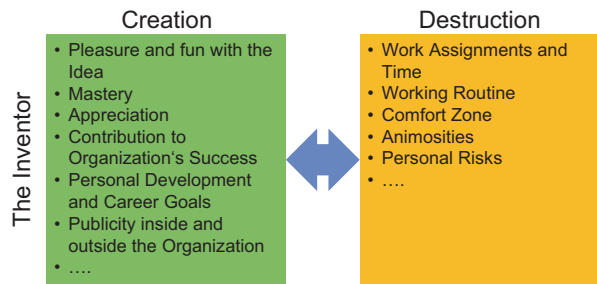 Creation
Destruction
The Inventor
• Pleasure and fun with the
Idea
• Mastery
• Appreciation
• Contribution to
Organization‘s Success
• Personal Development
and Career Goals
• Publicity inside and
outside the Organization
• ….
• Work Assignments and
Time
• Working Routine
• Comfort Zone
• Animosities
• Personal Risks
• ….